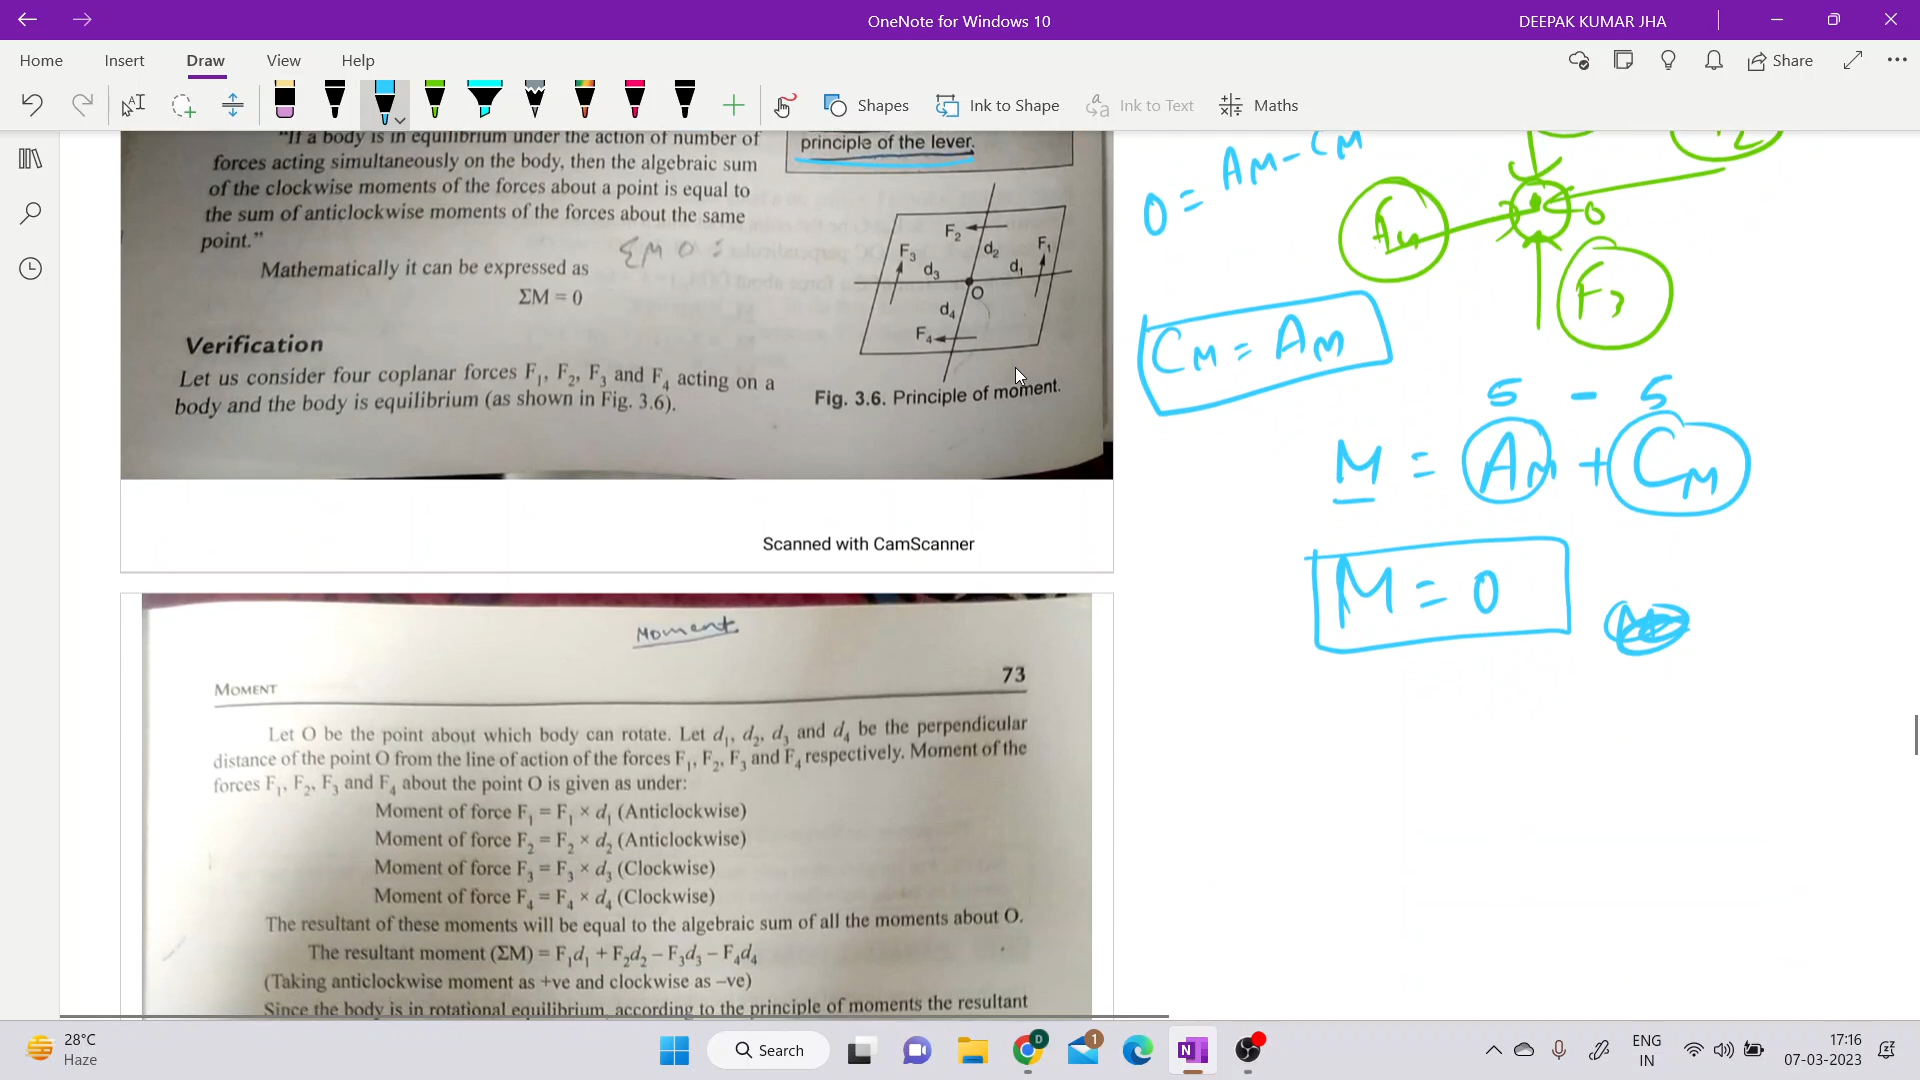 OneNote for Windows 10
DEEPAK KUMAR JHA
Home Insert Draw View Help
Share
Shapes Ink to Shape Ink to Text Maths
"If a body is in equilibrium under the action of number of
forces acting simultaneously on the body, then the algebraic sum
of the clockwise moments of the forces about a point is equal to
the sum of anticlockwise moments of the forces about the same
point."
Mathematically it can be expressed as
ΣM = 0
Verification
Let us consider four coplanar forces F₁, F₂, F₃ and F₄ acting on a
body and the body is equilibrium (as shown in Fig. 3.6).
principle of the lever.
F₂
F₃ d₂ F₁
d₃ d₁
O
d₄
F₄
Fig. 3.6. Principle of moment.
Scanned with CamScanner
Moment
MOMENT 73
Let O be the point about which body can rotate. Let d₁, d₂, d₃ and d₄ be the perpendicular
distance of the point O from the line of action of the forces F₁, F₂, F₃ and F₄ respectively. Moment of the
forces F₁, F₂, F₃ and F₄ about the point O is given as under:
Moment of force F₁ = F₁ × d₁ (Anticlockwise)
Moment of force F₂ = F₂ × d₂ (Anticlockwise)
Moment of force F₃ = F₃ × d₃ (Clockwise)
Moment of force F₄ = F₄ × d₄ (Clockwise)
The resultant of these moments will be equal to the algebraic sum of all the moments about O.
The resultant moment (ΣM) = F₁d₁ + F₂d₂ – F₃d₃ – F₄d₄
(Taking anticlockwise moment as +ve and clockwise as –ve)
Since the body is in rotational equilibrium, according to the principle of moments the resultant
0 = AM - CM
O
F₃
CM = AM
5 - 5
M = AM + CM
M = 0
28°C
Haze
Search
1
ENG
IN
17:16
07-03-2023